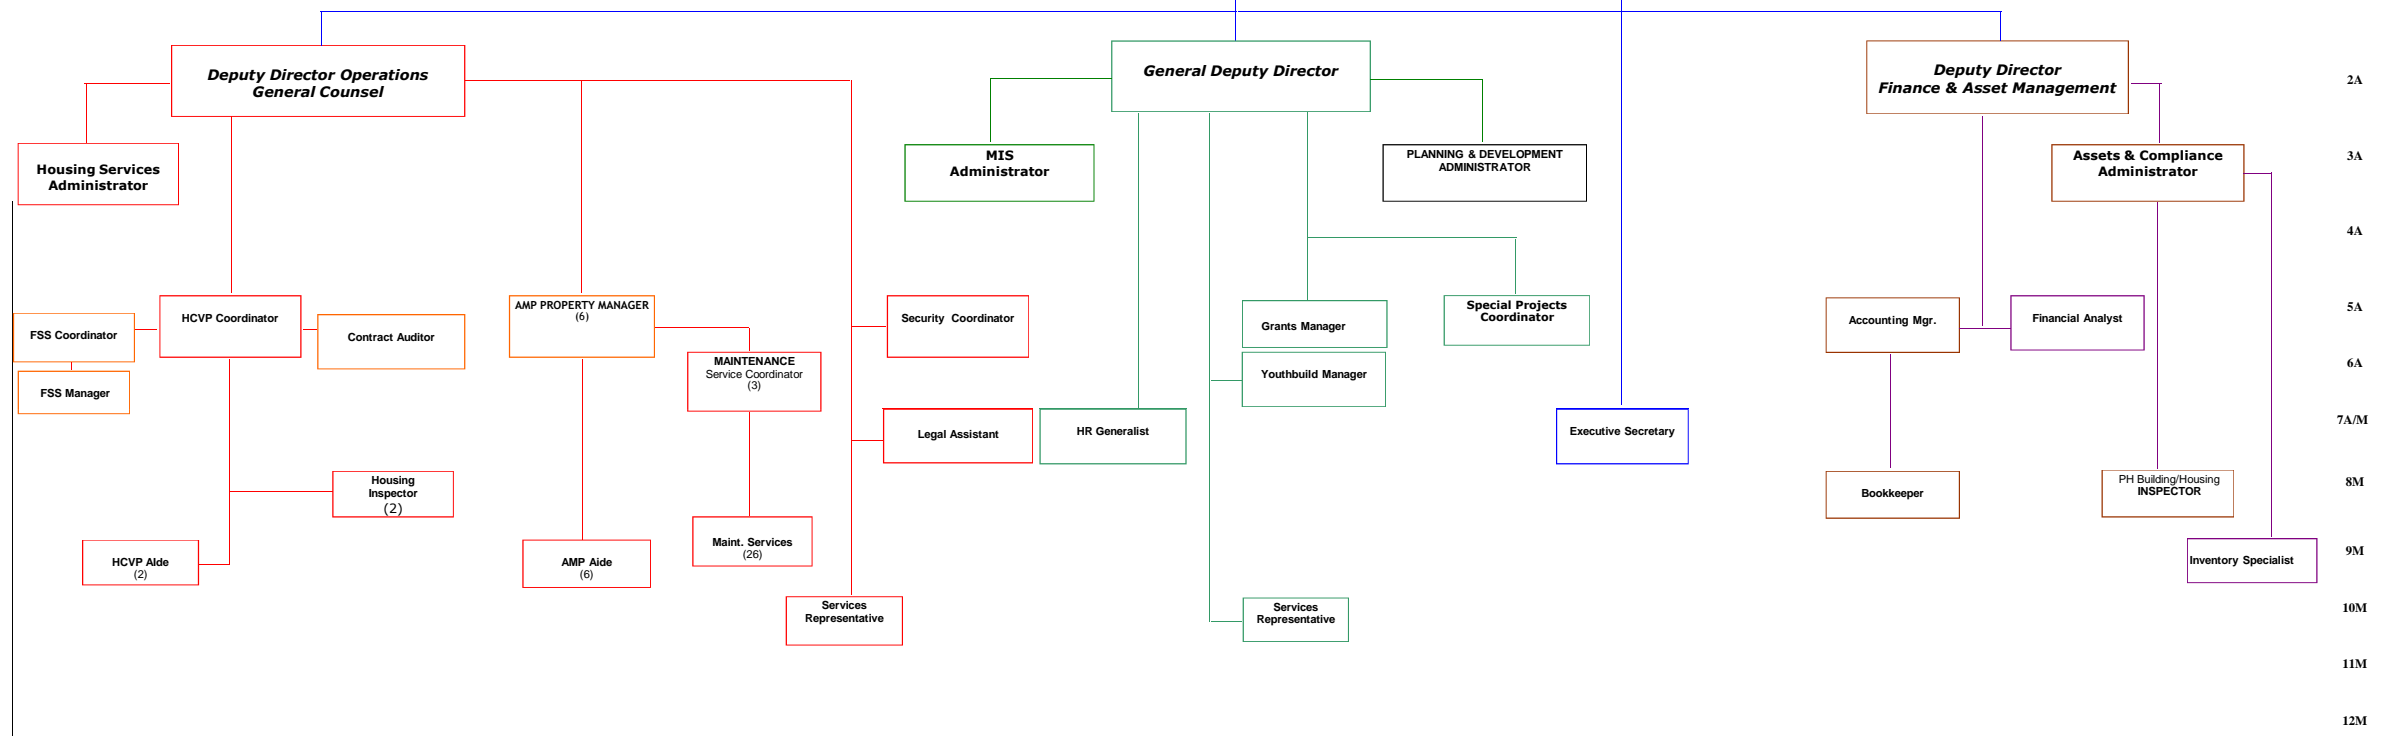 Deputy Director Operations
General Counsel
General Deputy Director
Deputy Director
Finance & Asset Management
2A
Housing Services
Administrator
MIS
Administrator
PLANNING & DEVELOPMENT
ADMINISTRATOR
Assets & Compliance
Administrator
3A
4A
FSS Coordinator
HCVP Coordinator
Contract Auditor
AMP PROPERTY MANAGER
(6)
Security Coordinator
Grants Manager
Special Projects
Coordinator
Accounting Mgr.
Financial Analyst
5A
FSS Manager
MAINTENANCE
Service Coordinator
(3)
Youthbuild Manager
6A
Legal Assistant
HR Generalist
Executive Secretary
7A/M
Housing
Inspector
(2)
Bookkeeper
PH Building/Housing
INSPECTOR
8M
HCVP AIde
(2)
AMP Aide
(6)
Maint. Services
(26)
Inventory Specialist
9M
Services
Representative
Services
Representative
10M
11M
12M